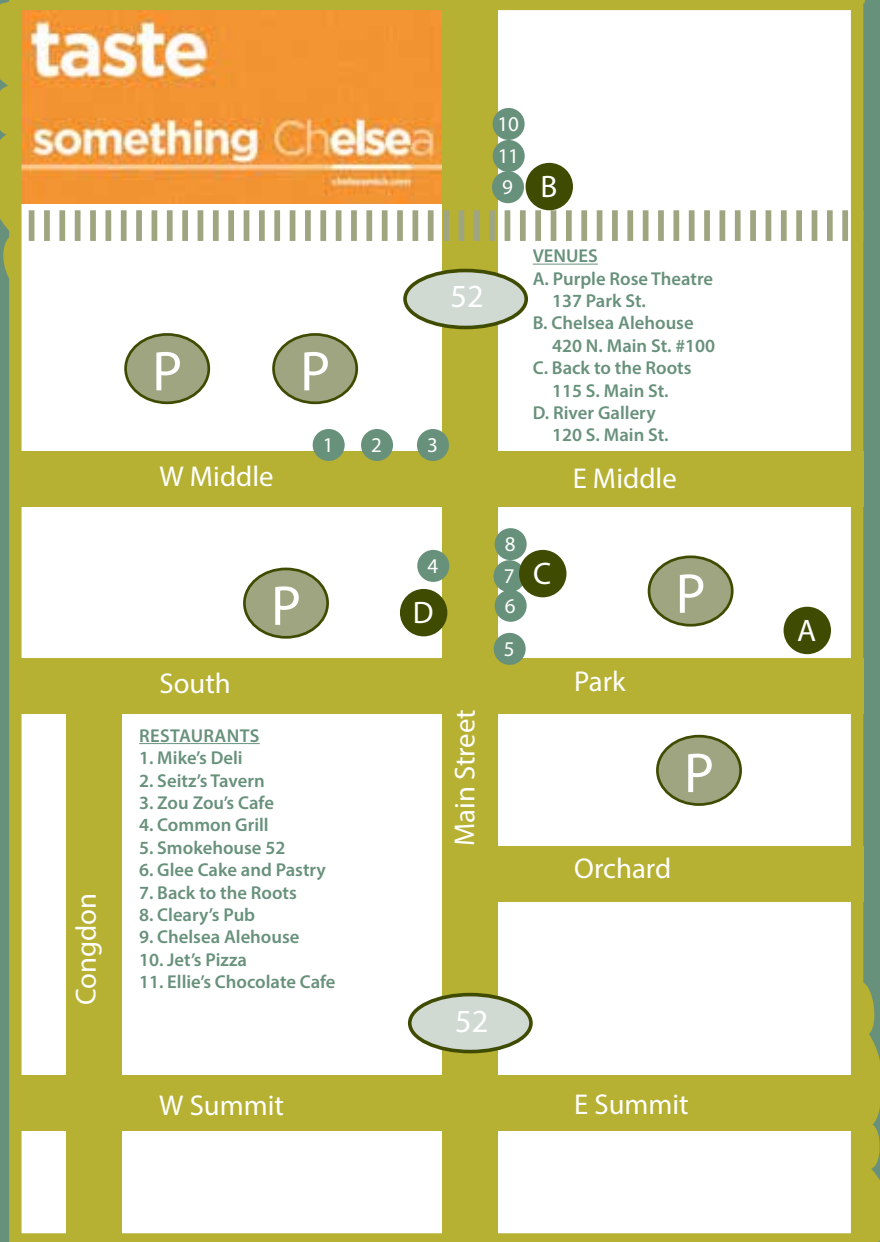 taste
something Chelsea
10
11
9
B
52
VENUES
A. Purple Rose Theatre
137 Park St.
B. Chelsea Alehouse
420 N. Main St. #100
C. Back to the Roots
115 S. Main St.
D. River Gallery
120 S. Main St.
P
P
1
2
3
W Middle
E Middle
8
4
7
C
6
D
5
P
P
A
South
Park
RESTAURANTS
1. Mike's Deli
2. Seitz's Tavern
3. Zou Zou's Cafe
4. Common Grill
5. Smokehouse 52
6. Glee Cake and Pastry
7. Back to the Roots
8. Cleary's Pub
9. Chelsea Alehouse
10. Jet's Pizza
11. Ellie's Chocolate Cafe
Main Street
P
Orchard
Congdon
52
W Summit
E Summit